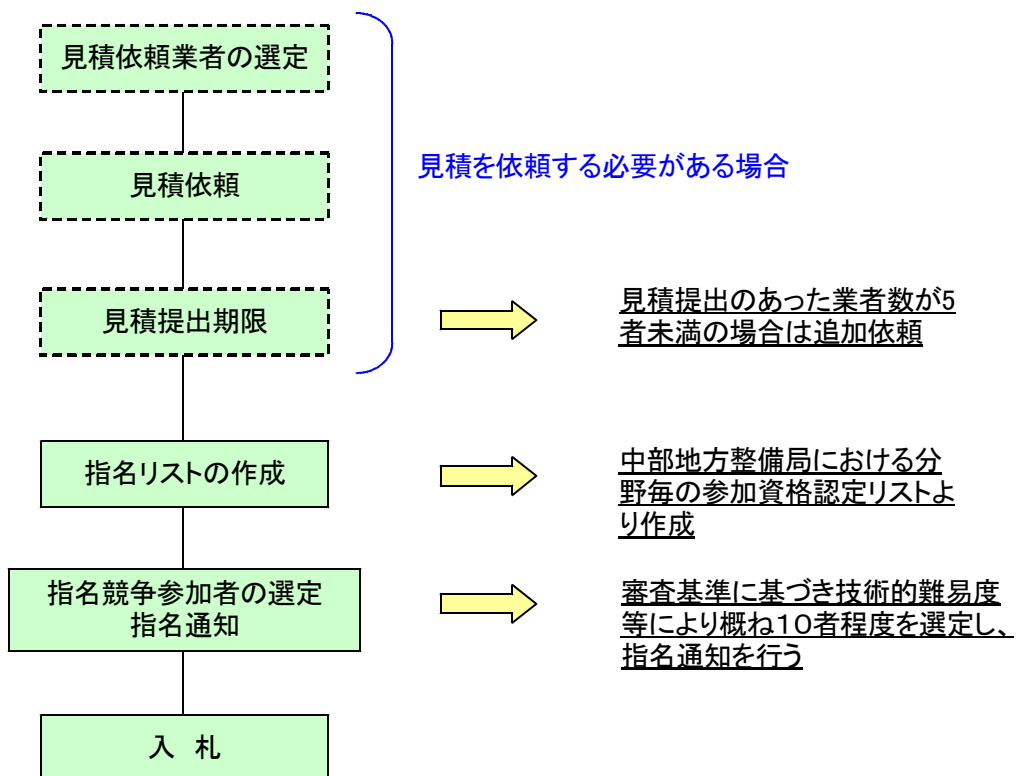 見積依頼業者の選定
見積依頼
見積を依頼する必要がある場合
見積提出期限
見積提出のあった業者数が5
者未満の場合は追加依頼
指名リストの作成
中部地方整備局における分
野毎の参加資格認定リストよ
り作成
指名競争参加者の選定
指名通知
審査基準に基づき技術的難易度
等により概ね１０者程度を選定し、
指名通知を行う
入　札